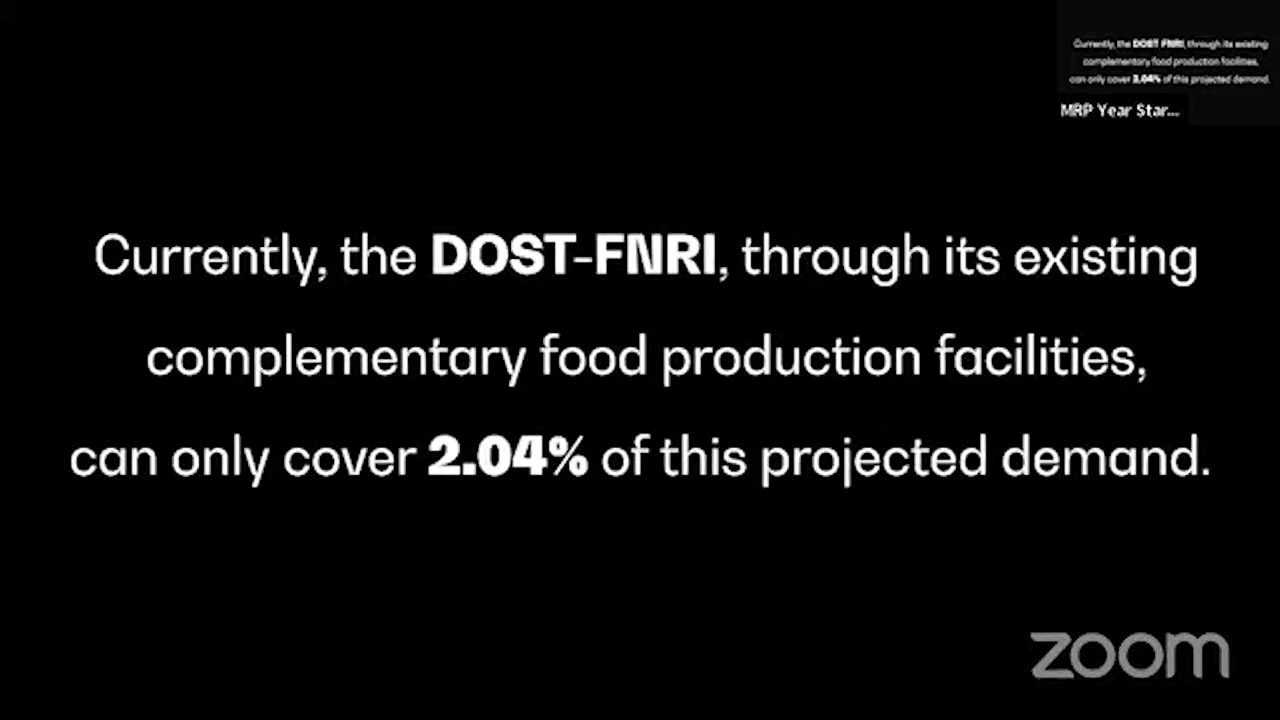 Currently, the DOST-FNRI, through its existing
complementary food production facilities,
can only cover 2.04% of this projected demand.
MRP Year Star...
Currently, the DOST-FNRI, through its existing
complementary food production facilities,
can only cover 2.04% of this projected demand.
zoom